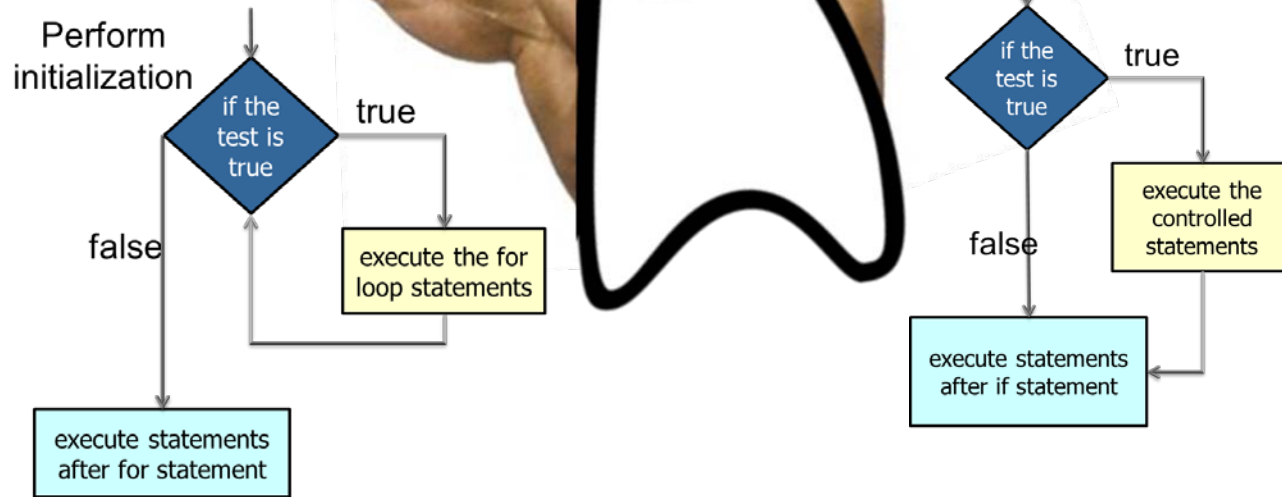 Perform
initialization
if the
test is
true
true
false
execute the for
loop statements
execute statements
after for statement
if the
test is
true
true
false
execute the
controlled
statements
execute statements
after if statement